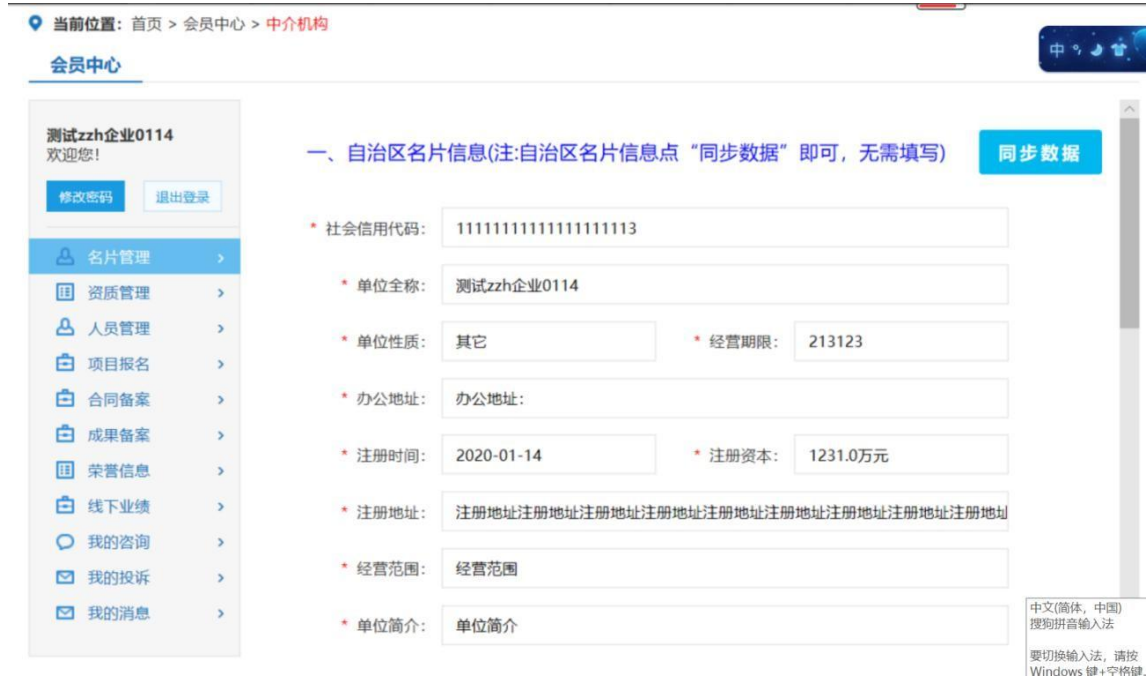 当前位置：首页 > 会员中心 > 中介机构
中 °,
会员中心
测试zzh企业0114
欢迎您！
修改密码 退出登录
名片管理
资质管理
人员管理
项目报名
合同备案
成果备案
荣誉信息
线下业绩
我的咨询
我的投诉
我的消息
一、自治区名片信息(注:自治区名片信息点“同步数据”即可，无需填写) 同步数据
* 社会信用代码： 11111111111111111113
* 单位全称： 测试zzh企业0114
* 单位性质： 其它 * 经营期限： 213123
* 办公地址： 办公地址：
* 注册时间： 2020-01-14 * 注册资本： 1231.0万元
* 注册地址： 注册地址注册地址注册地址注册地址注册地址注册地址注册地址注册地址注册地
* 经营范围： 经营范围
* 单位简介： 单位简介
中文(简体，中国)
搜狗拼音输入法
要切换输入法，请按
Windows 键+空格键。